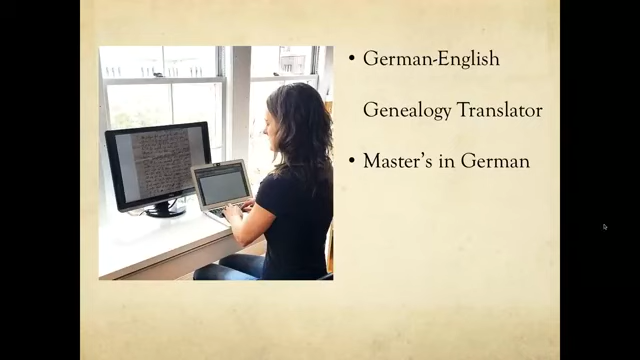 • German-English
Genealogy Translator
• Master's in German